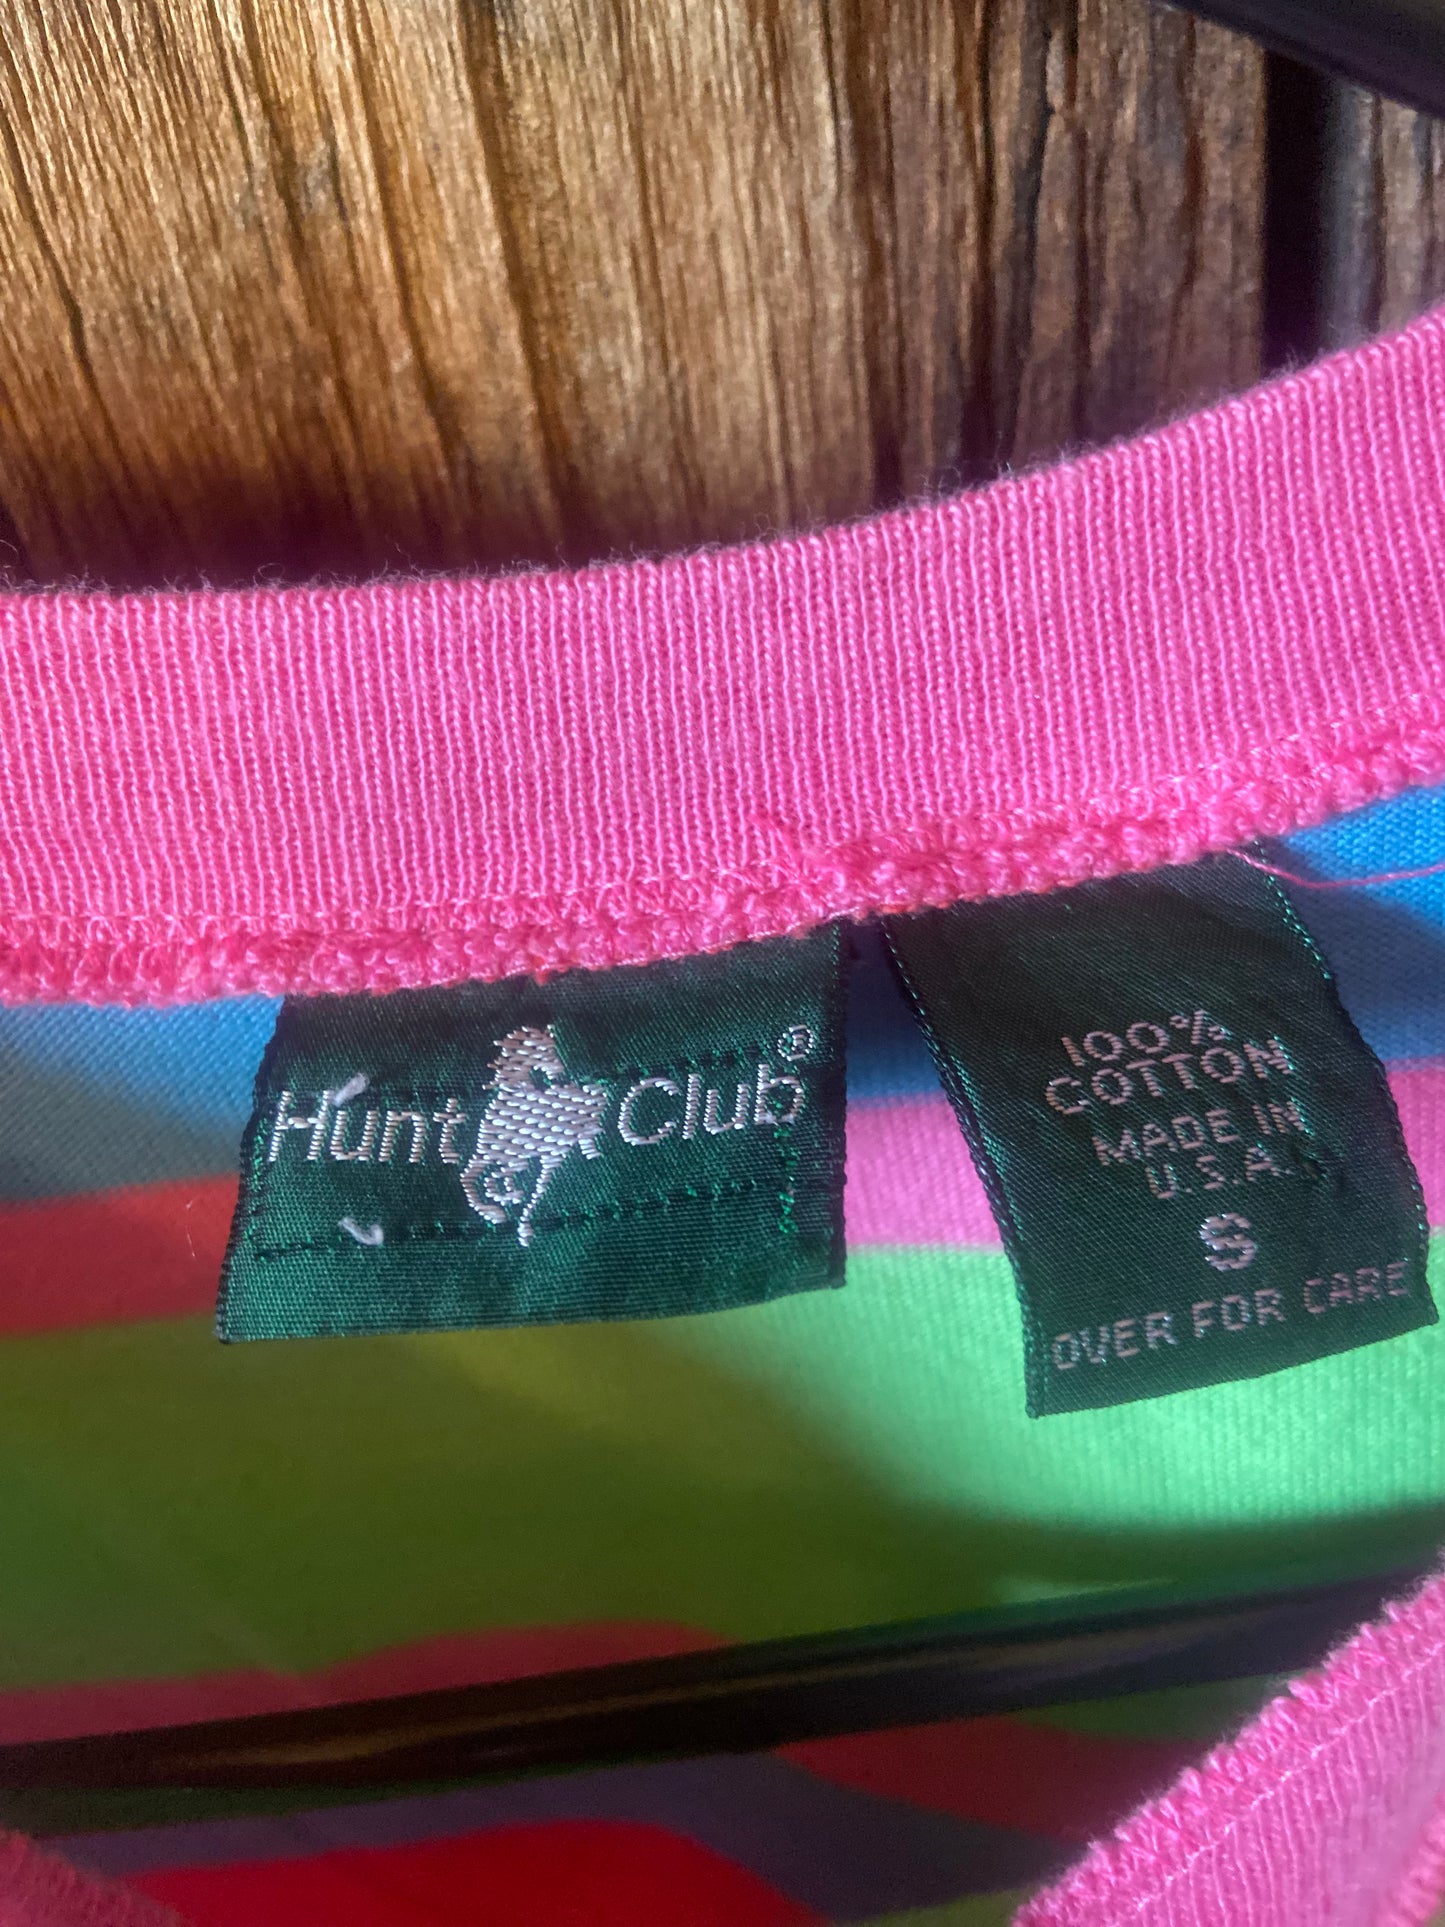 Hunt Club®
100%
COTTON
MADE IN
U.S.A.
S
OVER FOR CARE